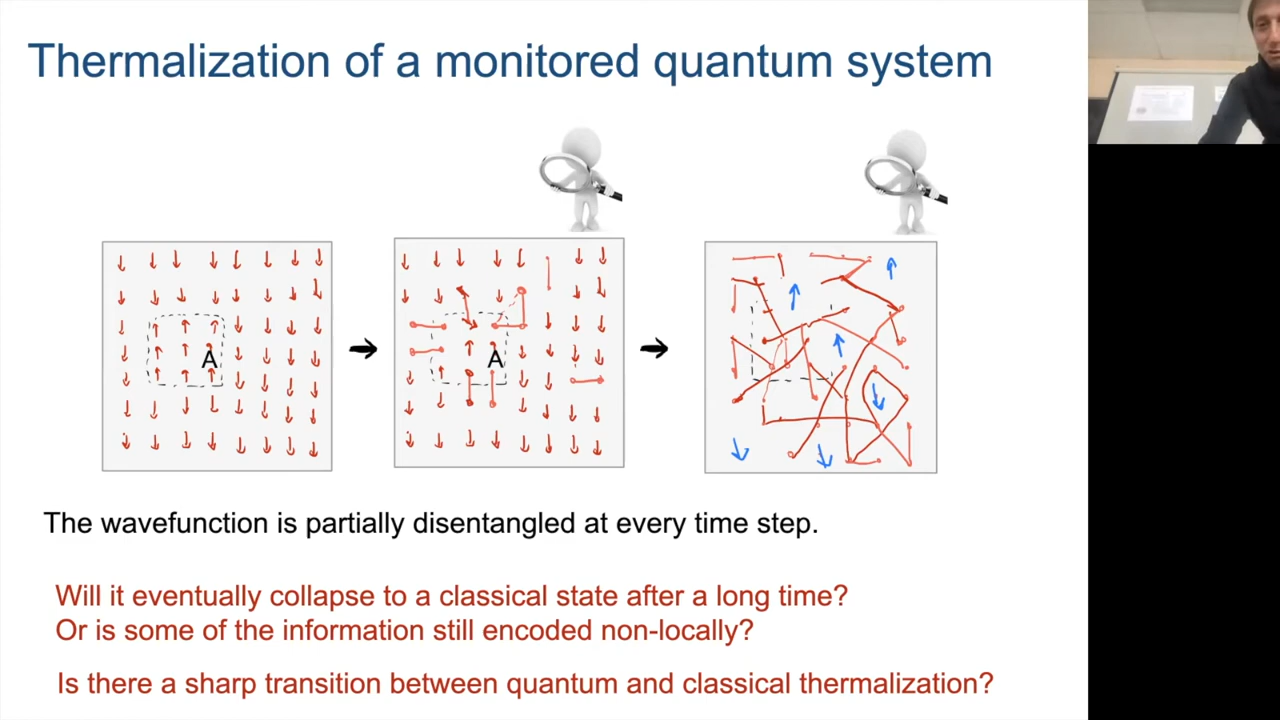 Thermalization of a monitored quantum system
A
A
The wavefunction is partially disentangled at every time step.
Will it eventually collapse to a classical state after a long time?
Or is some of the information still encoded non-locally?
Is there a sharp transition between quantum and classical thermalization?